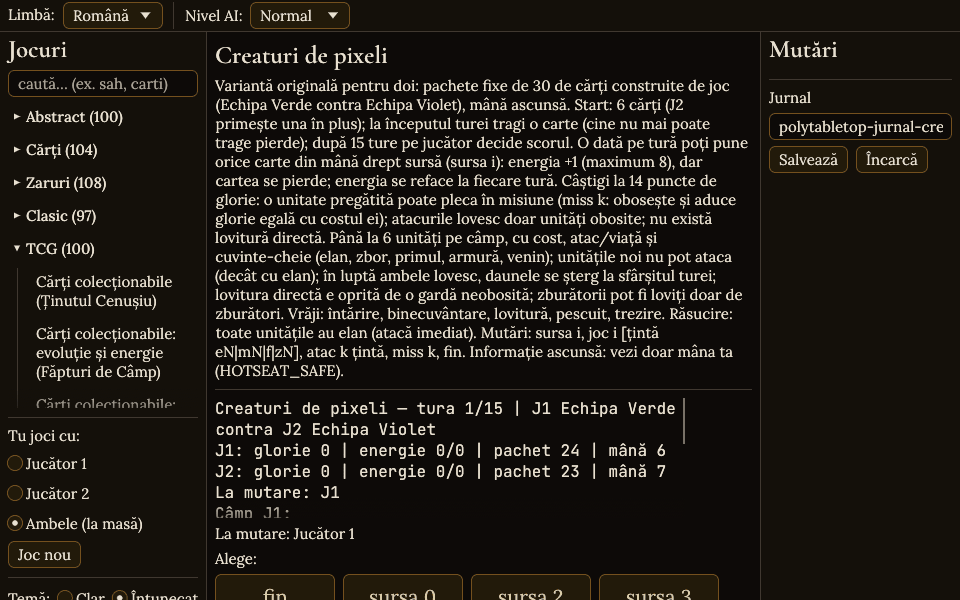 Limbă: Română ▼ Nivel AI: Normal ▼
Jocuri
caută... (ex. sah, carti)
▸ Abstract (100)
▸ Cărți (104)
▸ Zaruri (108)
▸ Clasic (97)
▾ TCG (100)
Cărți colecționabile
(Ținutul Cenușiu)
Cărți colecționabile:
evoluție și energie
(Făpturi de Câmp)
Cărți colecționabile:
Tu joci cu:
Jucător 1
Jucător 2
Ambele (la masă)
Joc nou
Temă: Clar Întunecat
Creaturi de pixeli
Variantă originală pentru doi: pachete fixe de 30 de cărți construite de joc
(Echipa Verde contra Echipa Violet), mână ascunsă. Start: 6 cărți (J2
primește una în plus); la începutul turei tragi o carte (cine nu mai poate
trage pierde); după 15 ture pe jucător decide scorul. O dată pe tură poți pune
orice carte din mână drept sursă (sursa i): energia +1 (maximum 8), dar
cartea se pierde; energia se reface la fiecare tură. Câștigi la 14 puncte de
glorie: o unitate pregătită poate pleca în misiune (miss k: obosește și aduce
glorie egală cu costul ei); atacurile lovesc doar unități obosite; nu există
lovitură directă. Până la 6 unități pe câmp, cu cost, atac/viață și
cuvinte-cheie (elan, zbor, primul, armură, venin); unitățile noi nu pot ataca
(decât cu elan); în luptă ambele lovesc, daunele se șterg la sfârșitul turei;
lovitura directă e oprită de o gardă neobosită; zburătorii pot fi loviți doar de
zburători. Vrăji: întărire, binecuvântare, lovitură, pescuit, trezire. Răsucire:
toate unitățile au elan (atacă imediat). Mutări: sursa i, joc i [țintă
eN|mN|f|zN], atac k țintă, miss k, fin. Informație ascunsă: vezi doar mâna ta
(HOTSEAT_SAFE).
Creaturi de pixeli — tura 1/15 | J1 Echipa Verde
contra J2 Echipa Violet
J1: glorie 0 | energie 0/0 | pachet 24 | mână 6
J2: glorie 0 | energie 0/0 | pachet 23 | mână 7
La mutare: J1
Câmp J1:
La mutare: Jucător 1
Alege:
fin sursa 0 sursa 2 sursa 3
Mutări
Jurnal
polytabletop-jurnal-cre
Salvează Încarcă